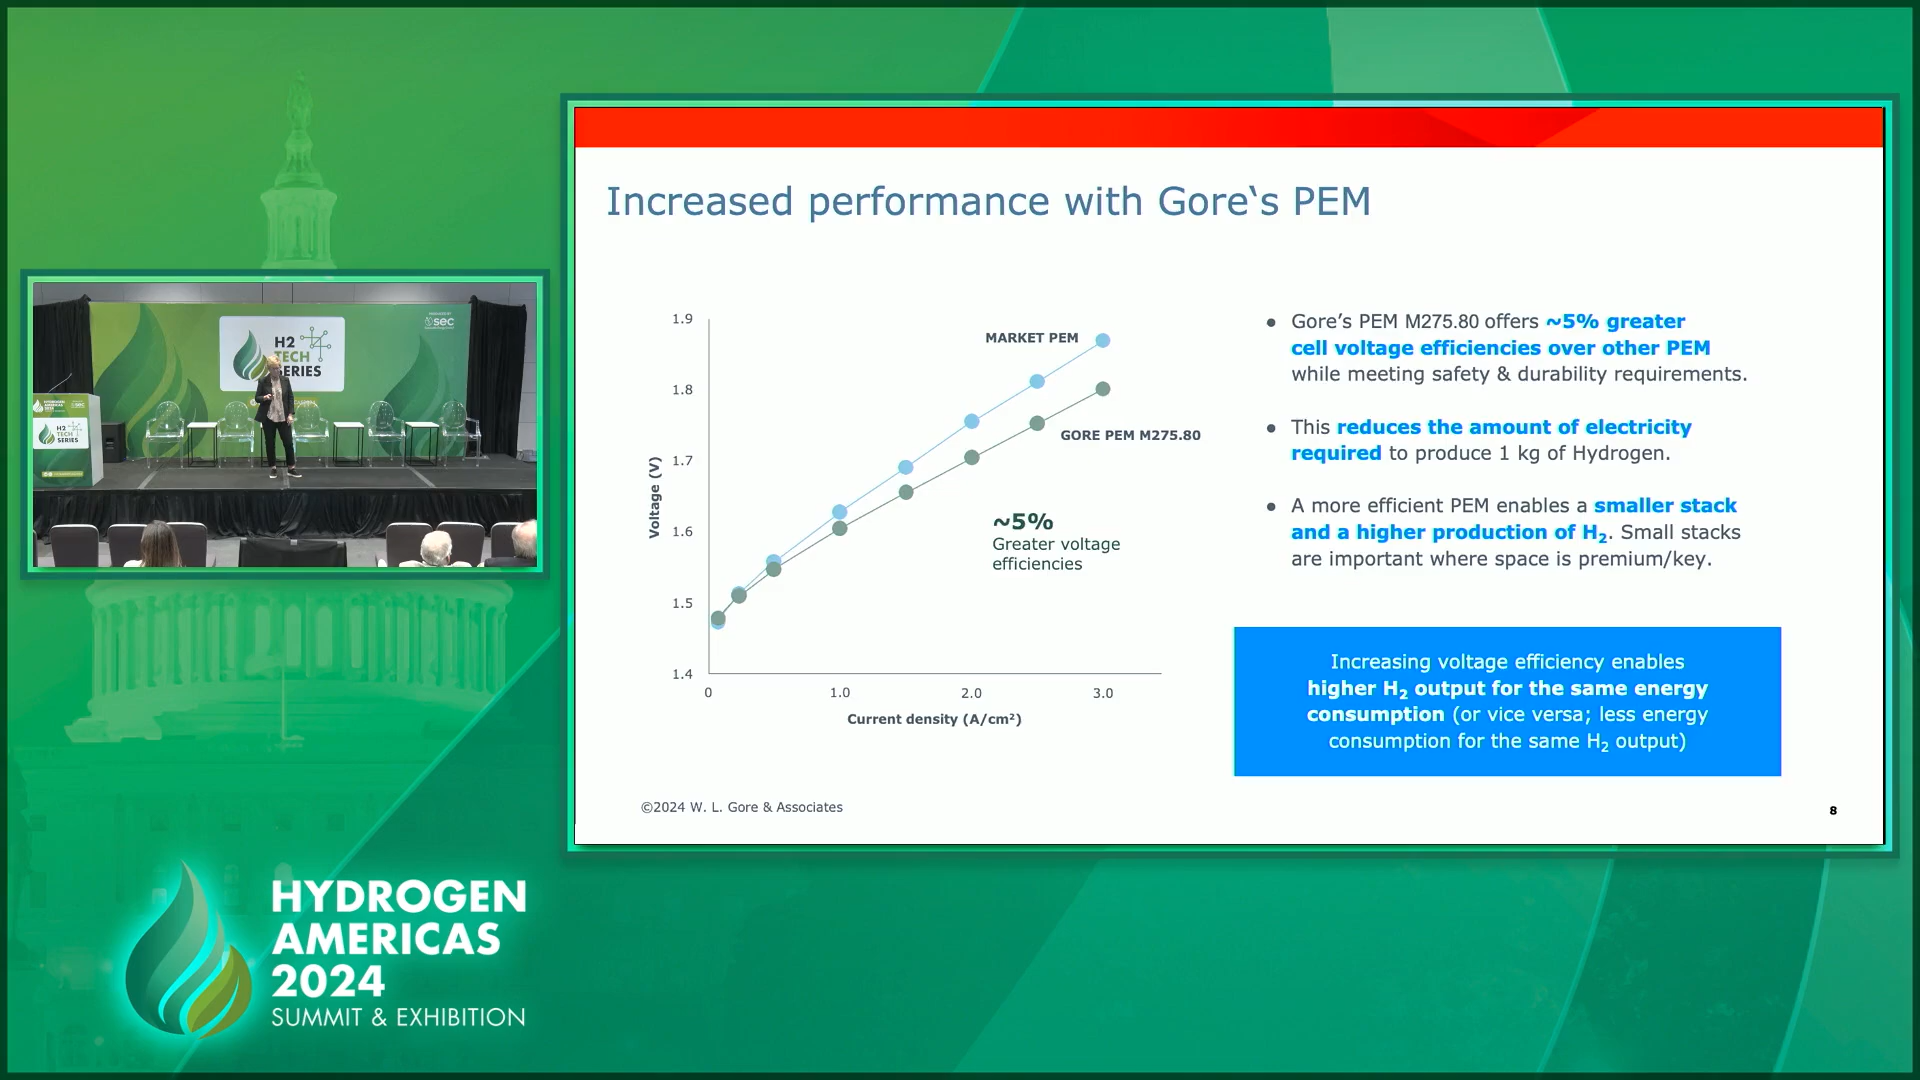 Increased performance with Gore‘s PEM
1.9
1.8
1.7
1.6
1.5
1.4
Voltage (V)
MARKET PEM
GORE PEM M275.80
~5%
Greater voltage
efficiencies
0
1.0
2.0
3.0
Current density (A/cm²)
● Gore’s PEM M275.80 offers ~5% greater
cell voltage efficiencies over other PEM
while meeting safety & durability requirements.
● This reduces the amount of electricity
required to produce 1 kg of Hydrogen.
● A more efficient PEM enables a smaller stack
and a higher production of H₂. Small stacks
are important where space is premium/key.
Increasing voltage efficiency enables
higher H₂ output for the same energy
consumption (or vice versa; less energy
consumption for the same H₂ output)
©2024 W. L. Gore & Associates
8
H2
TECH
SERIES
sec
H2
TECH
SERIES
HYDROGEN
AMERICAS
2024
SUMMIT & EXHIBITION